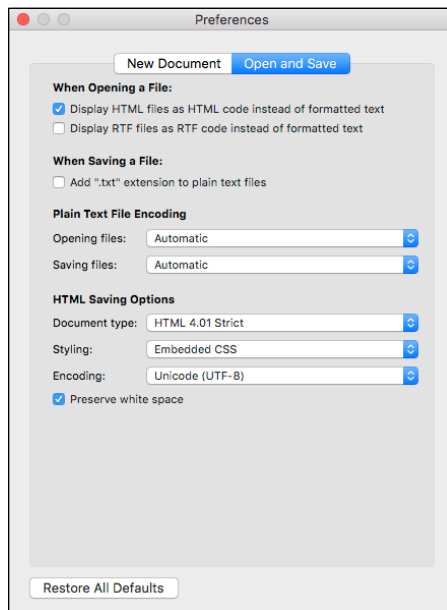 Preferences
New Document Open and Save
When Opening a File:
Display HTML files as HTML code instead of formatted text
Display RTF files as RTF code instead of formatted text
When Saving a File:
Add ".txt" extension to plain text files
Plain Text File Encoding
Opening files: Automatic
Saving files: Automatic
HTML Saving Options
Document type: HTML 4.01 Strict
Styling: Embedded CSS
Encoding: Unicode (UTF-8)
Preserve white space
Restore All Defaults